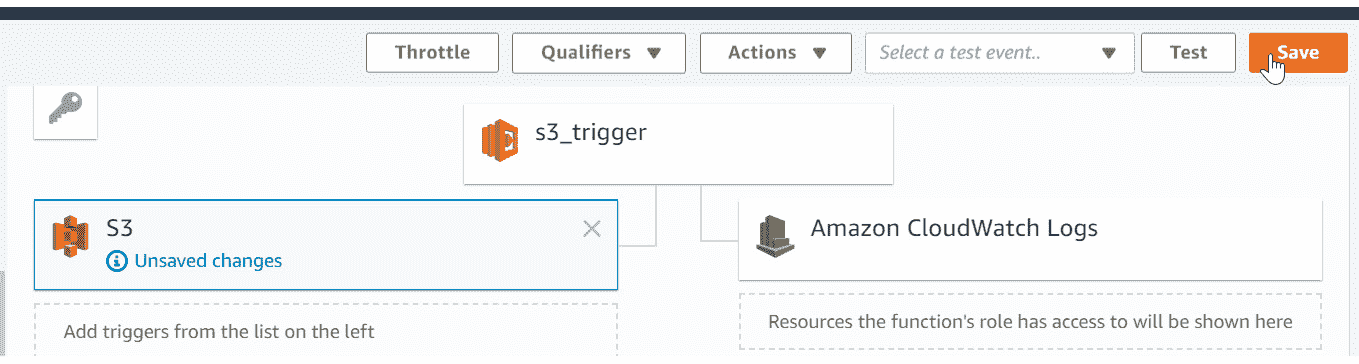 Throttle
Qualifiers
Actions
Select a test event..
Test
Save
s3_trigger
S3
Unsaved changes
Amazon CloudWatch Logs
Add triggers from the list on the left
Resources the function's role has access to will be shown here